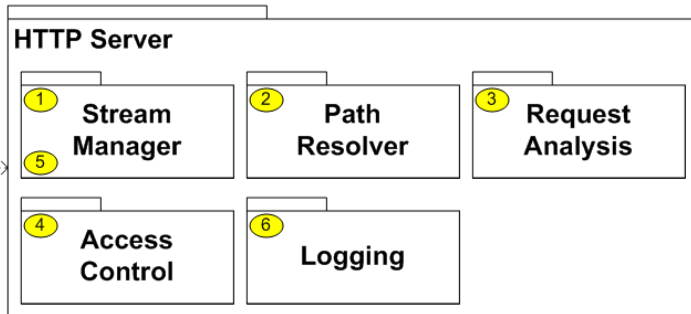 HTTP Server
1
Stream
Manager
5
2
Path
Resolver
3
Request
Analysis
4
Access
Control
6
Logging